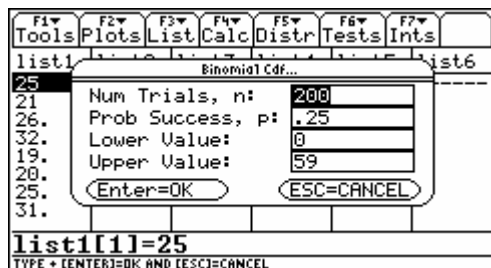 F1▾ F2▾ F3▾ F4▾ F5▾ F6▾ F7▾
Tools Plots List Calc Distr Tests Ints
list1 list6
Binomial Cdf...
25
21 Num Trials, n: 200
26. Prob Success, p: .25
32. Lower Value: 0
19. Upper Value: 59
20.
25. Enter=OK ESC=CANCEL
31.
list1[1]=25
TYPE + [ENTER]=OK AND [ESC]=CANCEL